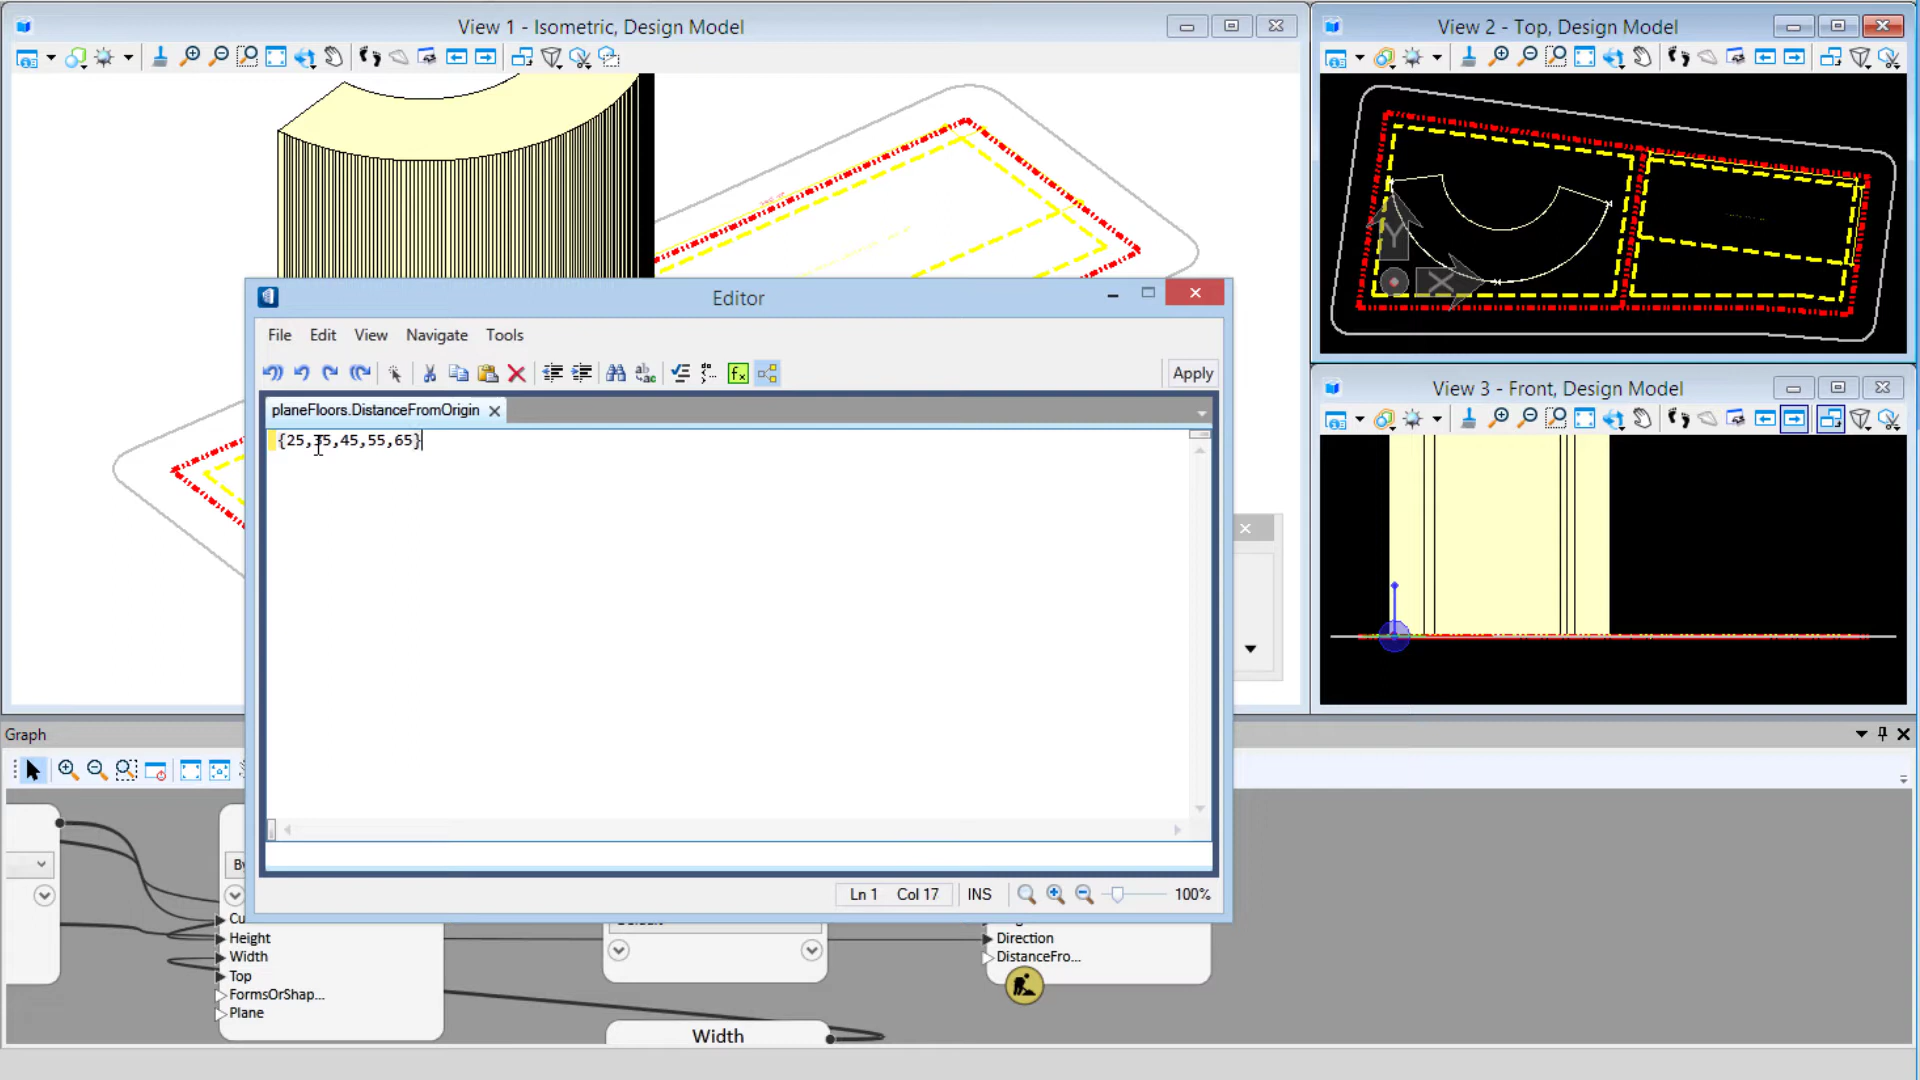 View 1 - Isometric, Design Model
View 2 - Top, Design Model
Y
X
View 3 - Front, Design Model
Editor
File Edit View Navigate Tools
Apply
planeFloors.DistanceFromOrigin
{25,35,45,55,65}
Ln 1 Col 17 INS 100%
Graph
By
Cu
Height
Width
Top
FormsOrShap...
Plane
Direction
DistanceFro...
Width